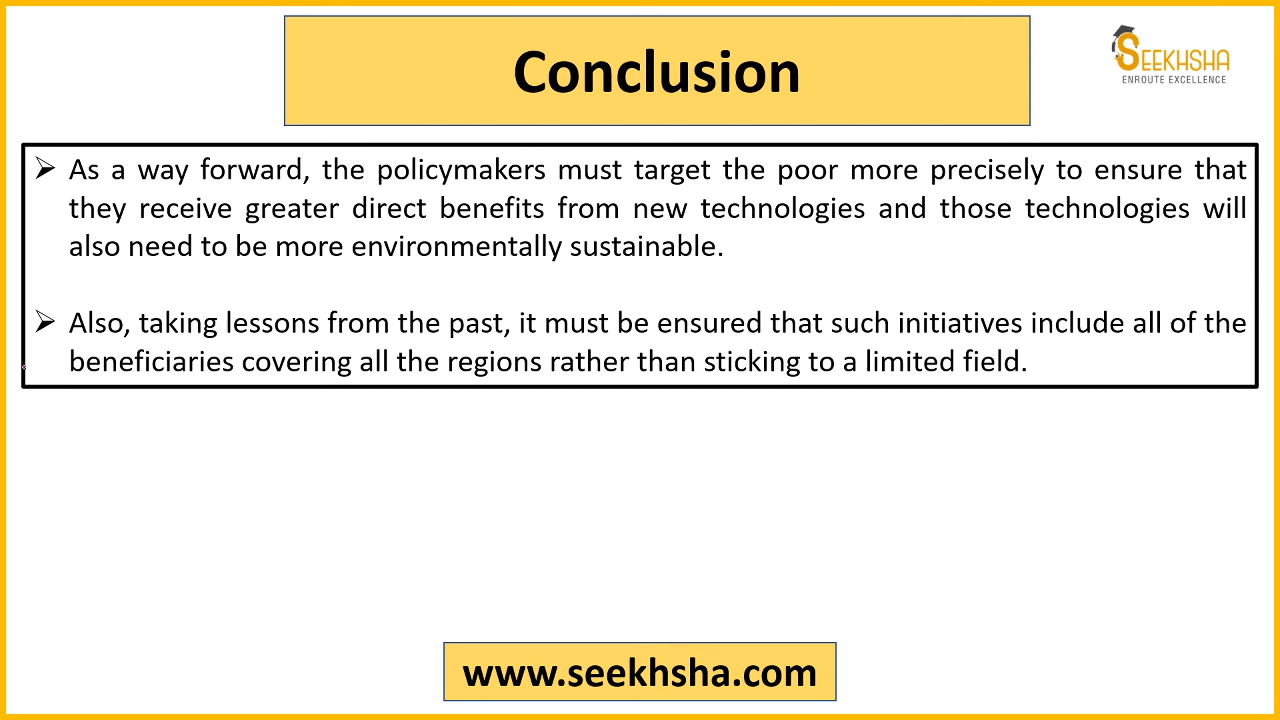 Conclusion
SEEKHSHA
ENROUTE EXCELLENCE
➢ As a way forward, the policymakers must target the poor more precisely to ensure that
they receive greater direct benefits from new technologies and those technologies will
also need to be more environmentally sustainable.
➢ Also, taking lessons from the past, it must be ensured that such initiatives include all of the
beneficiaries covering all the regions rather than sticking to a limited field.
www.seekhsha.com